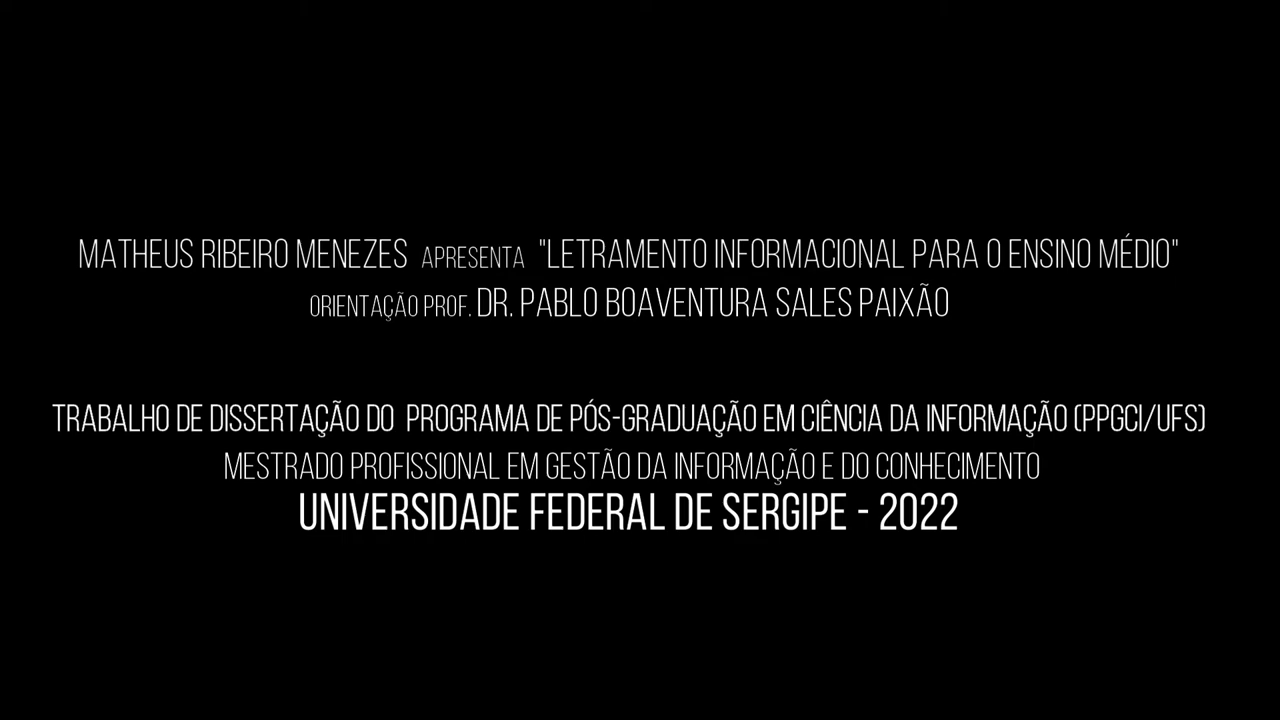 MATHEUS RIBEIRO MENEZES APRESENTA "LETRAMENTO INFORMACIONAL PARA O ENSINO MÉDIO"
ORIENTAÇÃO PROF. DR. PABLO BOAVENTURA SALES PAIXÃO
TRABALHO DE DISSERTAÇÃO DO PROGRAMA DE PÓS-GRADUAÇÃO EM CIÊNCIA DA INFORMAÇÃO (PPGCI/UFS)
MESTRADO PROFISSIONAL EM GESTÃO DA INFORMAÇÃO E DO CONHECIMENTO
UNIVERSIDADE FEDERAL DE SERGIPE - 2022